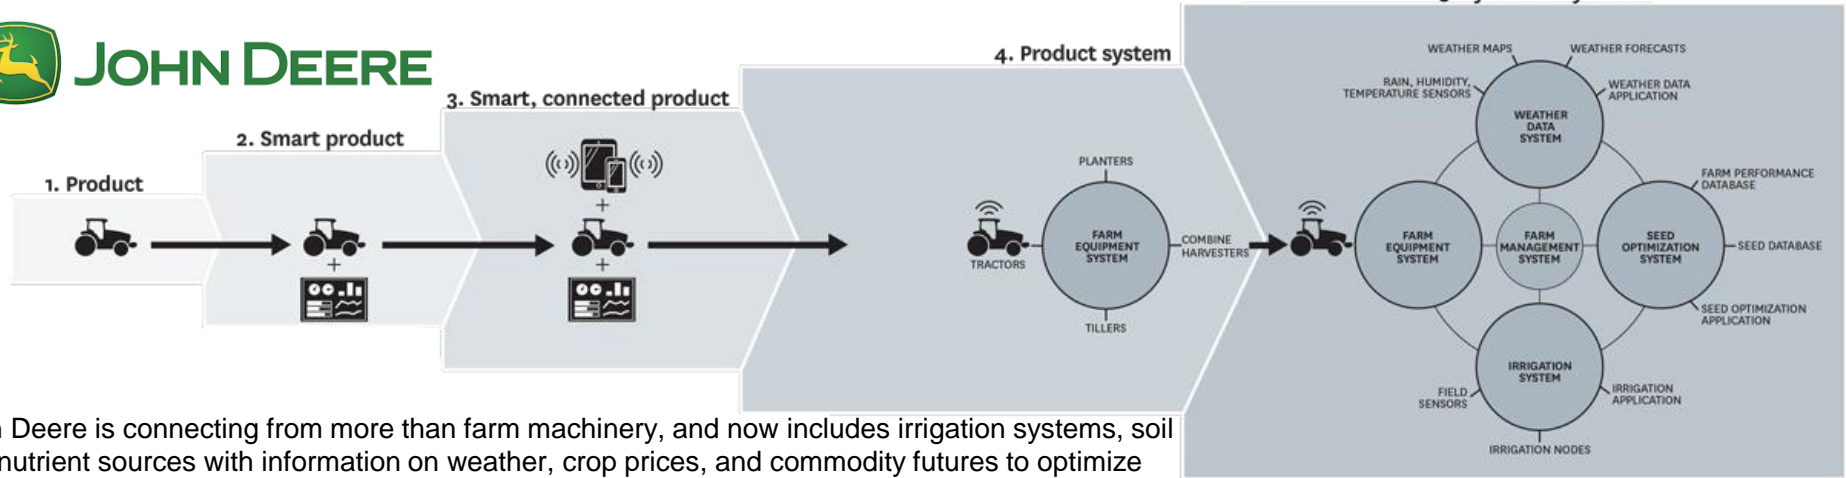 JOHN DEERE
1. Product
2. Smart product
3. Smart, connected product
4. Product system
PLANTERS
TRACTORS
FARM
EQUIPMENT
SYSTEM
COMBINE
HARVESTERS
TILLERS
WEATHER MAPS
WEATHER FORECASTS
RAIN, HUMIDITY,
TEMPERATURE SENSORS
WEATHER DATA
APPLICATION
WEATHER
DATA
SYSTEM
FARM PERFORMANCE
DATABASE
FARM
EQUIPMENT
SYSTEM
FARM
MANAGEMENT
SYSTEM
SEED
OPTIMIZATION
SYSTEM
SEED DATABASE
SEED OPTIMIZATION
APPLICATION
IRRIGATION
SYSTEM
FIELD
SENSORS
IRRIGATION
APPLICATION
IRRIGATION NODES
Deere is connecting from more than farm machinery, and now includes irrigation systems, soil
nutrient sources with information on weather, crop prices, and commodity futures to optimize